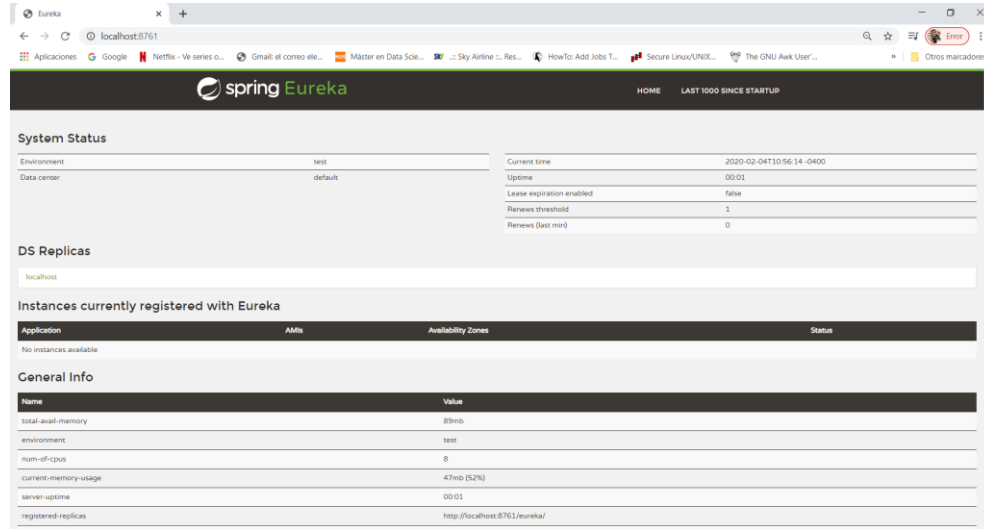 Eureka
localhost:8761
Error
Aplicaciones Google Netflix - Ve series o... Gmail: el correo ele... Máster en Data Scie... SKY ..:: Sky Airline ::.. Res... HowTo: Add Jobs T... Secure Linux/UNIX... The GNU Awk User'... » Otros marcadores
spring Eureka HOME LAST 1000 SINCE STARTUP
System Status
Environment test Current time 2020-02-04T10:56:14 -0400
Data center default Uptime 00:01
Lease expiration enabled false
Renews threshold 1
Renews (last min) 0
DS Replicas
localhost
Instances currently registered with Eureka
Application AMIs Availability Zones Status
No instances available
General Info
Name Value
total-avail-memory 89mb
environment test
num-of-cpus 8
current-memory-usage 47mb (52%)
server-uptime 00:01
registered-replicas http://localhost:8761/eureka/